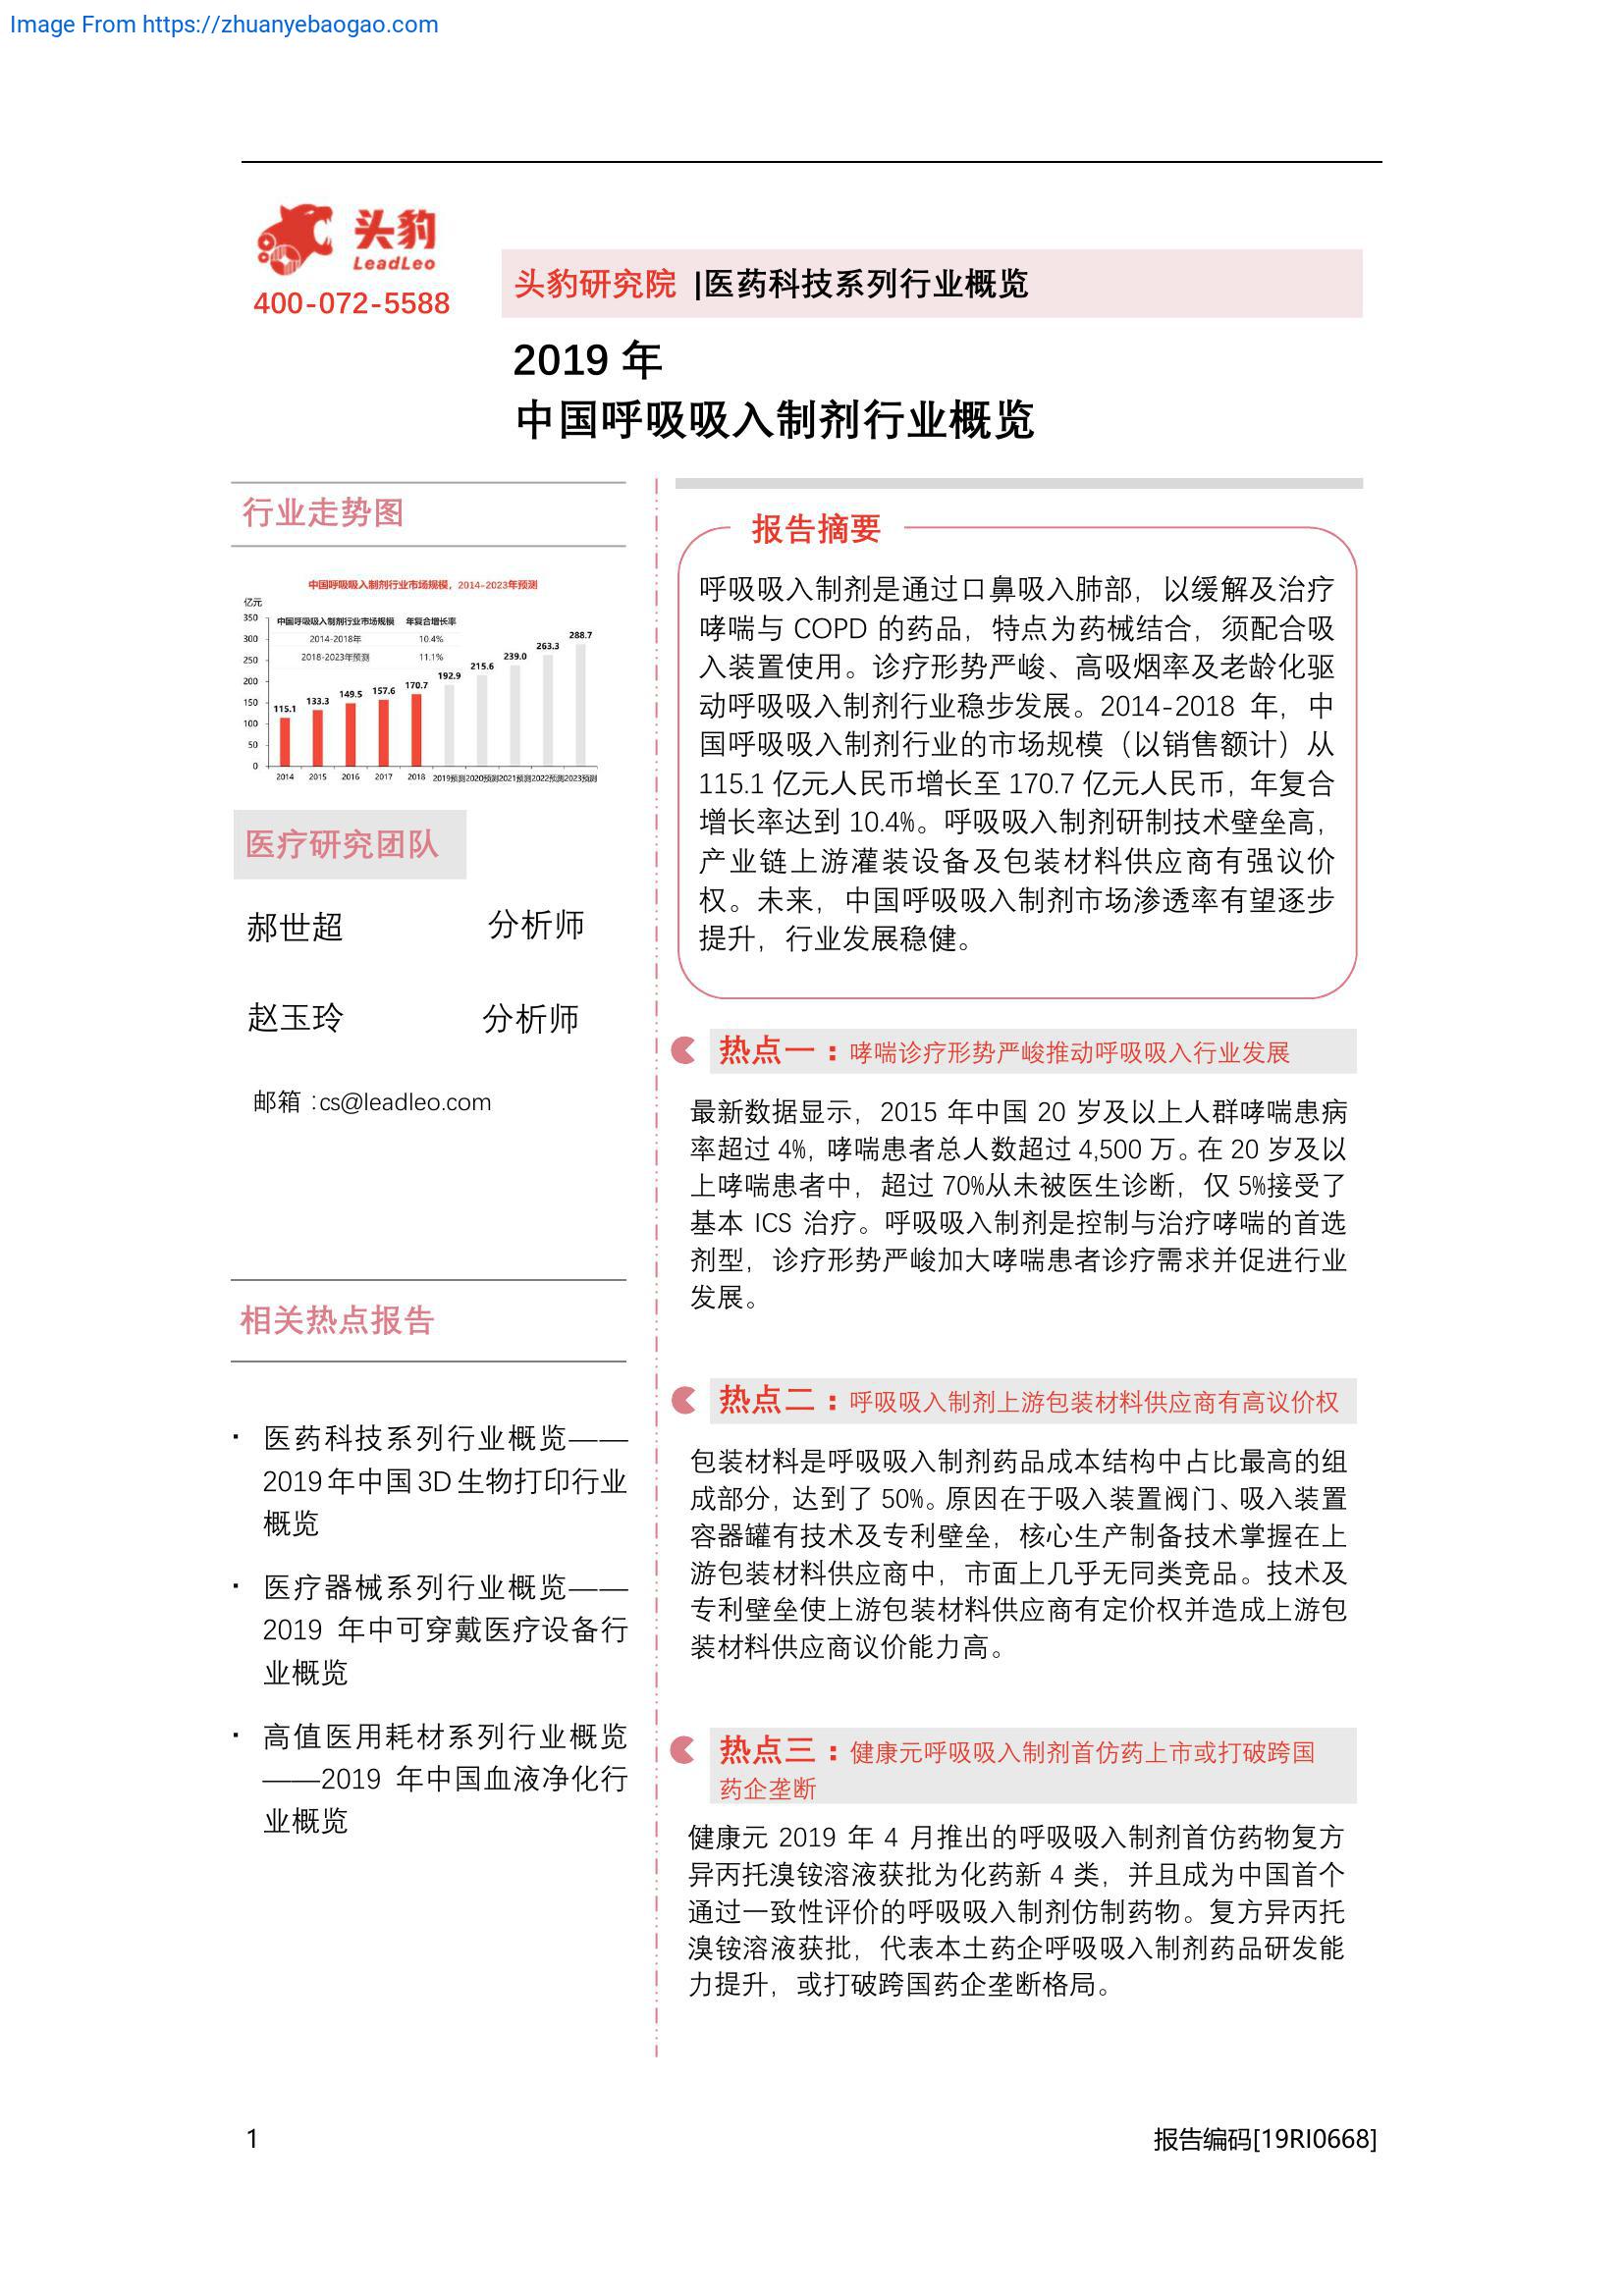 Image From https://zhuanyebaogao.com
头豹
LeadLeo
400-072-5588
头豹研究院 |医药科技系列行业概览
2019 年
中国呼吸吸入制剂行业概览
行业走势图
中国呼吸吸入制剂行业市场规模，2014-2023年预测
亿元
中国呼吸吸入制剂行业市场规模 年复合增长率
2014-2018年 10.4%
2018-2023年预测 11.1%
350
300
250
200
150
100
50
0
115.1 133.3 149.5 157.6 170.7 192.9 215.6 239.0 263.3 288.7
2014 2015 2016 2017 2018 2019预测 2020预测 2021预测 2022预测 2023预测
医疗研究团队
郝世超 分析师
赵玉玲 分析师
邮箱：cs@leadleo.com
相关热点报告
· 医药科技系列行业概览——
2019年中国3D生物打印行业
概览
· 医疗器械系列行业概览——
2019 年中可穿戴医疗设备行
业概览
· 高值医用耗材系列行业概览
——2019 年中国血液净化行
业概览
报告摘要
呼吸吸入制剂是通过口鼻吸入肺部，以缓解及治疗
哮喘与 COPD 的药品，特点为药械结合，须配合吸
入装置使用。诊疗形势严峻、高吸烟率及老龄化驱
动呼吸吸入制剂行业稳步发展。2014-2018 年，中
国呼吸吸入制剂行业的市场规模（以销售额计）从
115.1 亿元人民币增长至 170.7 亿元人民币，年复合
增长率达到 10.4%。呼吸吸入制剂研制技术壁垒高，
产业链上游灌装设备及包装材料供应商有强议价
权。未来，中国呼吸吸入制剂市场渗透率有望逐步
提升，行业发展稳健。
热点一：哮喘诊疗形势严峻推动呼吸吸入行业发展
最新数据显示，2015 年中国 20 岁及以上人群哮喘患病
率超过 4%，哮喘患者总人数超过 4,500 万。在 20 岁及以
上哮喘患者中，超过 70%从未被医生诊断，仅 5%接受了
基本 ICS 治疗。呼吸吸入制剂是控制与治疗哮喘的首选
剂型，诊疗形势严峻加大哮喘患者诊疗需求并促进行业
发展。
热点二：呼吸吸入制剂上游包装材料供应商有高议价权
包装材料是呼吸吸入制剂药品成本结构中占比最高的组
成部分，达到了 50%。原因在于吸入装置阀门、吸入装置
容器罐有技术及专利壁垒，核心生产制备技术掌握在上
游包装材料供应商中，市面上几乎无同类竞品。技术及
专利壁垒使上游包装材料供应商有定价权并造成上游包
装材料供应商议价能力高。
热点三：健康元呼吸吸入制剂首仿药上市或打破跨国
药企垄断
健康元 2019 年 4 月推出的呼吸吸入制剂首仿药物复方
异丙托溴铵溶液获批为化药新 4 类，并且成为中国首个
通过一致性评价的呼吸吸入制剂仿制药物。复方异丙托
溴铵溶液获批，代表本土药企呼吸吸入制剂药品研发能
力提升，或打破跨国药企垄断格局。
1
报告编码[19RI0668]